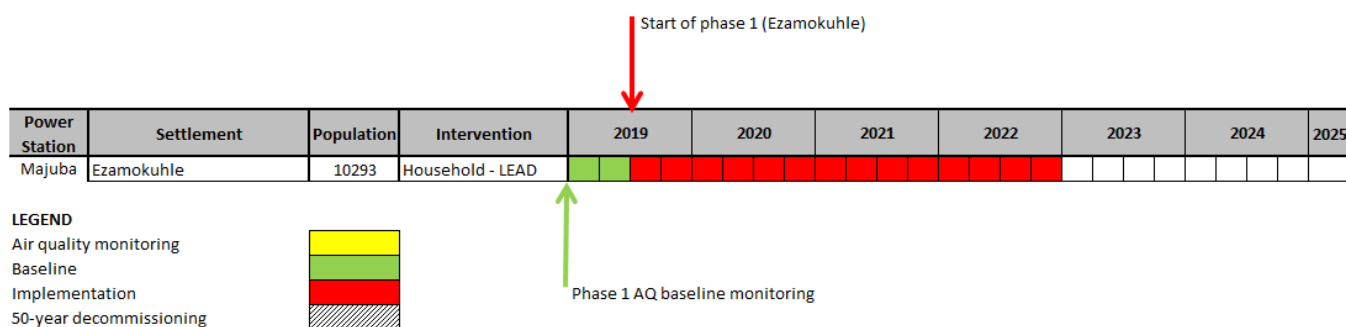 Start of phase 1 (Ezamokuhle)
Power Station Settlement Population Intervention 2019 2020 2021 2022 2023 2024 2025
Majuba Ezamokuhle 10293 Household - LEAD
LEGEND
Air quality monitoring
Baseline
Implementation
Phase 1 AQ baseline monitoring
50-year decommissioning